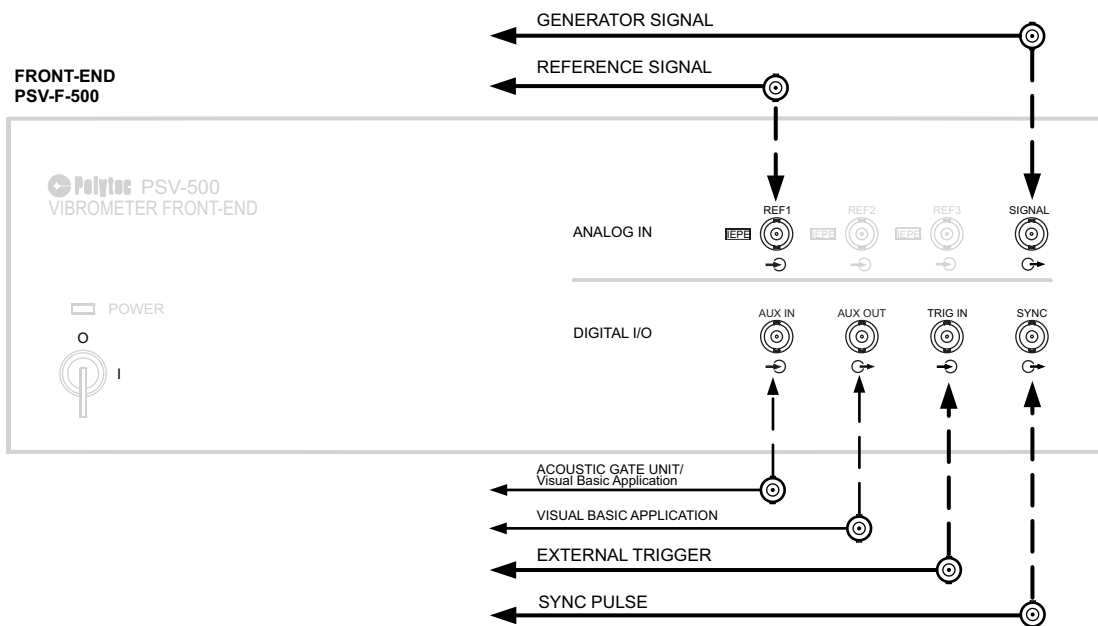 GENERATOR SIGNAL
REFERENCE SIGNAL
FRONT-END
PSV-F-500
Polytec PSV-500
VIBROMETER FRONT-END
REF1 REF2 REF3 SIGNAL
ANALOG IN IEPE IEPE IEPE
POWER
AUX IN AUX OUT TRIG IN SYNC
DIGITAL I/O
O
I
ACOUSTIC GATE UNIT/
Visual Basic Application
VISUAL BASIC APPLICATION
EXTERNAL TRIGGER
SYNC PULSE